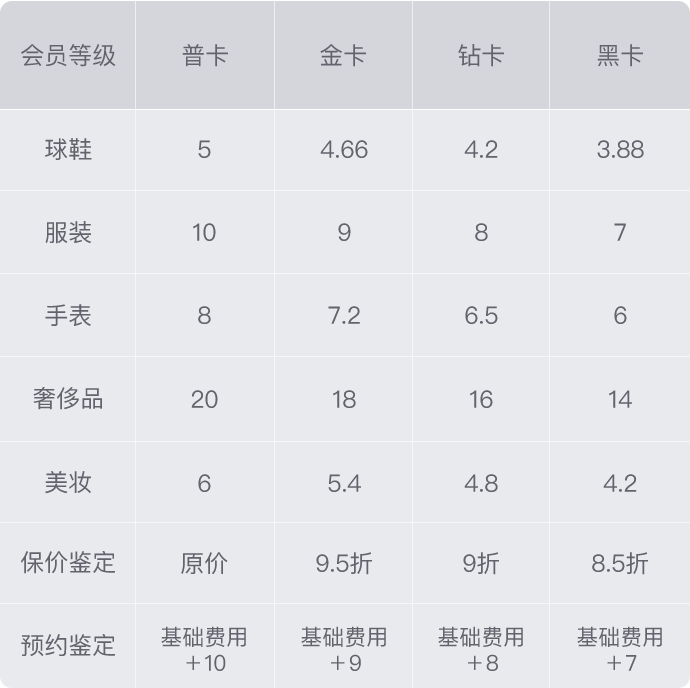 会员等级 普卡 金卡 钻卡 黑卡
球鞋 5 4.66 4.2 3.88
服装 10 9 8 7
手表 8 7.2 6.5 6
奢侈品 20 18 16 14
美妆 6 5.4 4.8 4.2
保价鉴定 原价 9.5折 9折 8.5折
预约鉴定 基础费用 基础费用 基础费用 基础费用
+10 +9 +8 +7